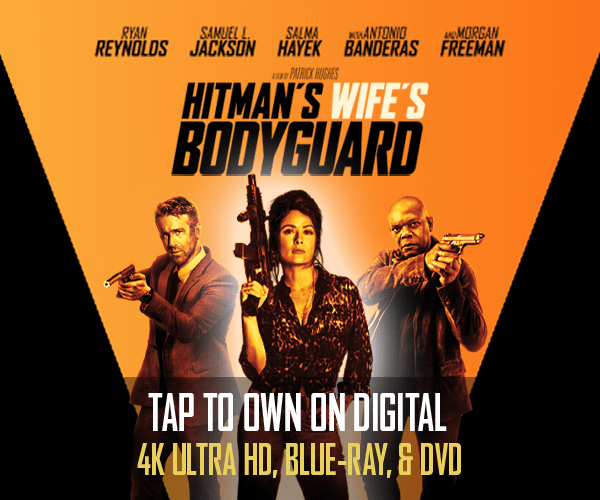 RYAN REYNOLDS
SAMUEL L. JACKSON
SALMA HAYEK
WITH ANTONIO BANDERAS
AND MORGAN FREEMAN
A FILM BY PATRICK HUGHES
HITMAN´S WIFE´S
BODYGUARD
TAP TO OWN ON DIGITAL
4K ULTRA HD, BLUE-RAY, & DVD